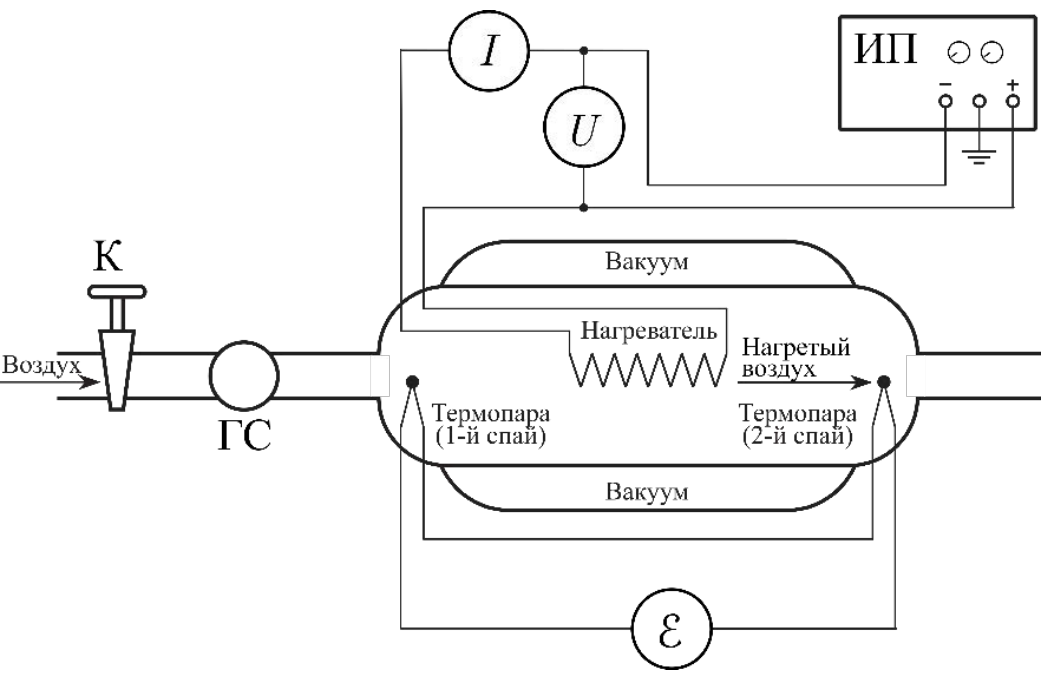 I
ИП
− +
U
К
Вакуум
Нагреватель
Воздух
Нагретый
воздух
Термопара
(1-й спай)
Термопара
(2-й спай)
ГС
Вакуум
ℰ